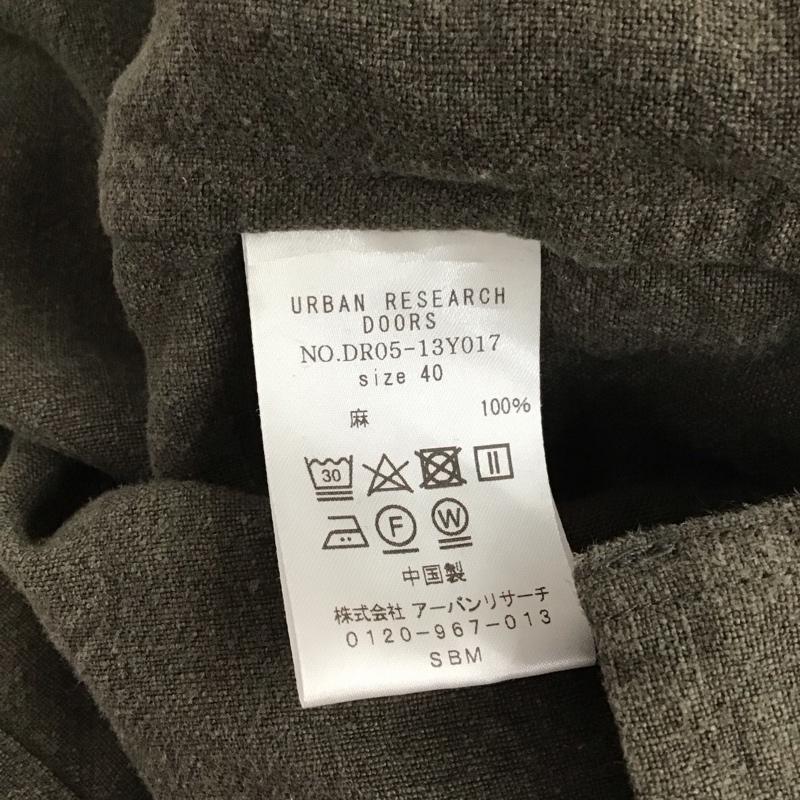 URBAN RESEARCH
DOORS
NO.DR05-13Y017
size 40
麻 100%
30
F W
中国製
株式会社 アーバンリサーチ
0120-967-013
SBM